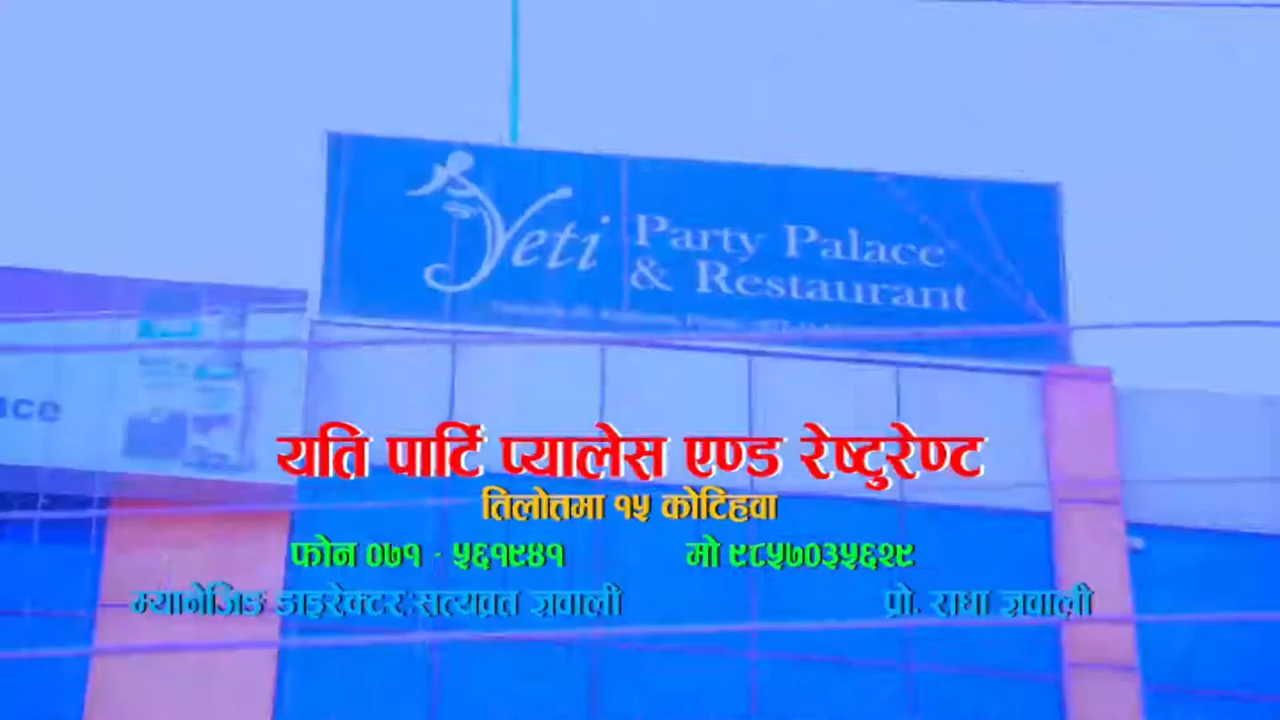 Yeti Party Palace
& Restaurant
ace
यति पार्टि प्यालेस एण्ड रेष्टुरेण्ट
तिलोत्तमा १५ कोटिहवा
फोन ०७१ - ५६१९४१ मो ९८५७०३५६२९
म्यानेजिङ डाइरेक्टर:सत्यव्रत ज्ञवाली प्रो. राधा ज्ञवाली